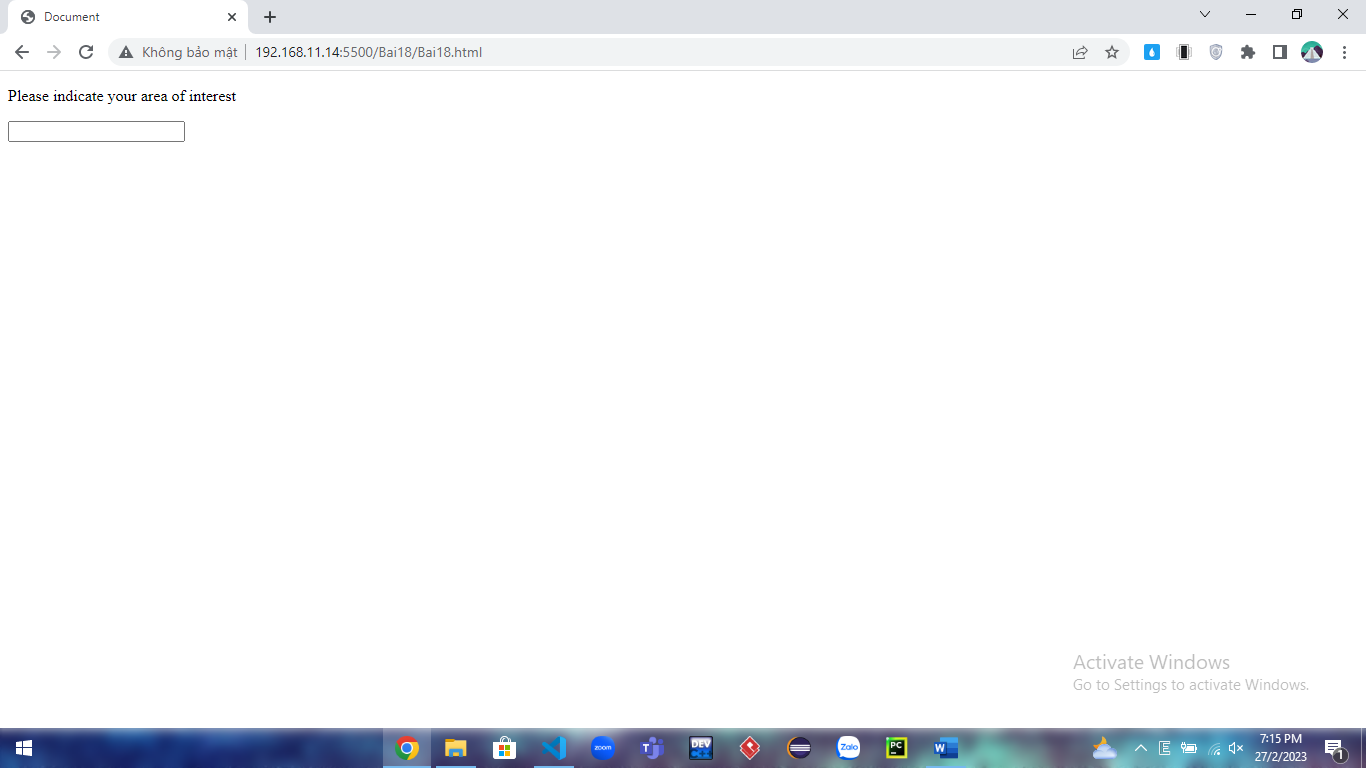 Document
Không bảo mật
192.168.11.14:5500/Bai18/Bai18.html
Please indicate your area of interest
Activate Windows
Go to Settings to activate Windows.
zoom
T
DEV
C++
Zalo
PC
W
E
7:15 PM
27/2/2023
1